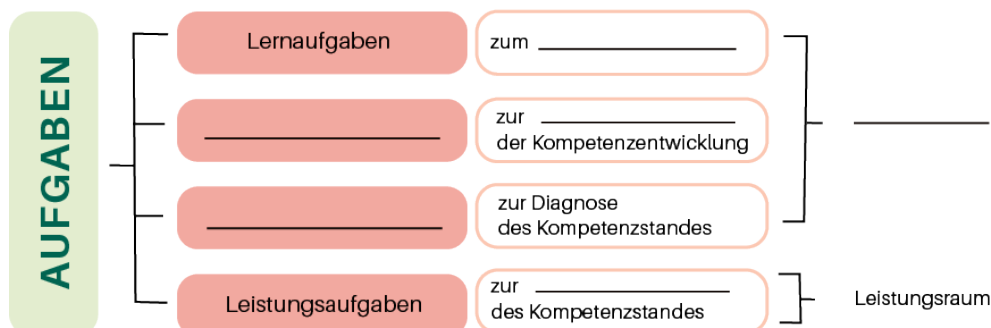 AUFGABEN
Lernaufgaben
zum
zur
der Kompetenzentwicklung
zur Diagnose
des Kompetenzstandes
Leistungsaufgaben
zur
des Kompetenzstandes
Leistungsraum